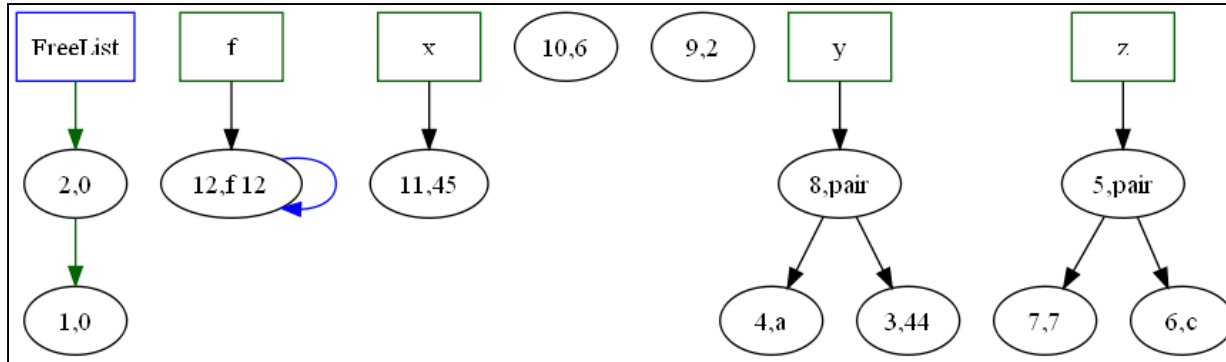 FreeList f x 10,6 9,2 y z
2,0 12,f 12 11,45 8,pair 5,pair
1,0 4,a 3,44 7,7 6,c